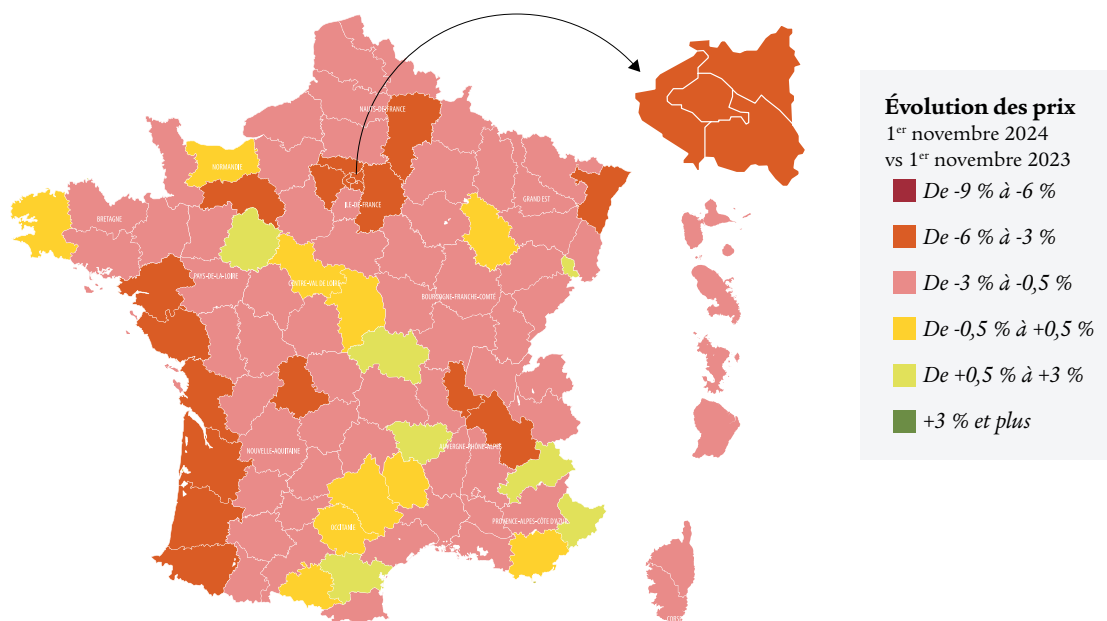 HAUTS-DE-FRANCE
NORMANDIE
ILE-DE-FRANCE
GRAND EST
BRETAGNE
PAYS-DE-LA-LOIRE
CENTRE-VAL DE LOIRE
BOURGOGNE-FRANCHE-COMTÉ
NOUVELLE-AQUITAINE
AUVERGNE-RHÔNE-ALPES
OCCITANIE
PROVENCE-ALPES-CÔTE D'AZUR
Évolution des prix
1er novembre 2024
vs 1er novembre 2023
De -9 % à -6 %
De -6 % à -3 %
De -3 % à -0,5 %
De -0,5 % à +0,5 %
De +0,5 % à +3 %
+3 % et plus